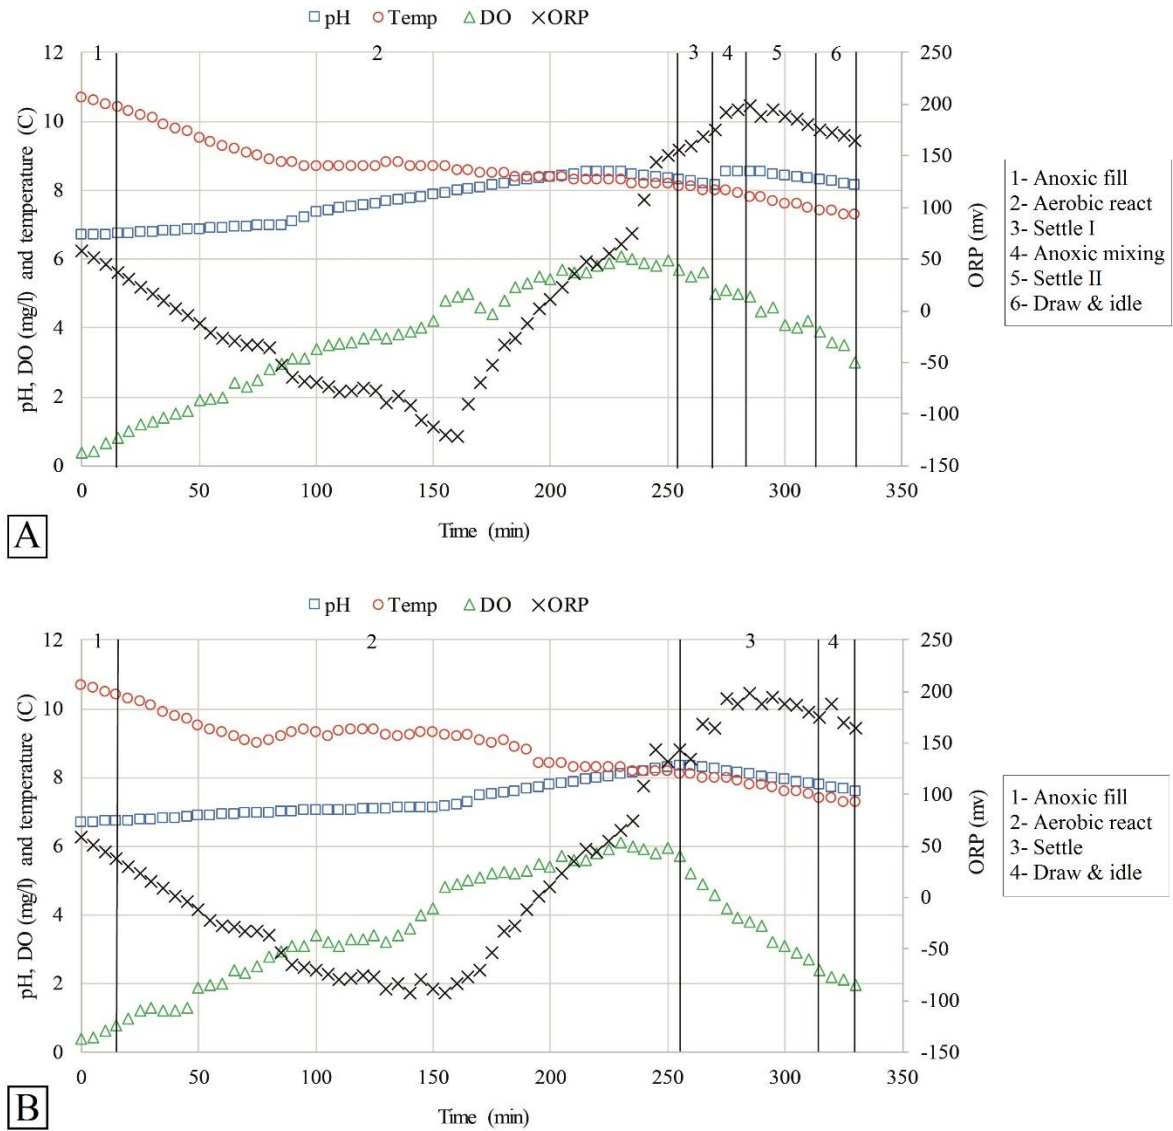 pH Temp DO ORP
1 2 3 4 5 6
12 250
10 200
8 150
6 100
4 50
2 0
0 -50
-100
-150
0 50 100 150 200 250 300 350
pH, DO (mg/l) and temperature (C)
ORP (mv)
Time (min)
1- Anoxic fill
2- Aerobic react
3- Settle I
4- Anoxic mixing
5- Settle II
6- Draw & idle
A
pH Temp DO ORP
1 2 3 4
12 250
10 200
8 150
6 100
4 50
2 0
0 -50
-100
-150
0 50 100 150 200 250 300 350
pH, DO (mg/l) and temperature (C)
ORP (mv)
Time (min)
1- Anoxic fill
2- Aerobic react
3- Settle
4- Draw & idle
B